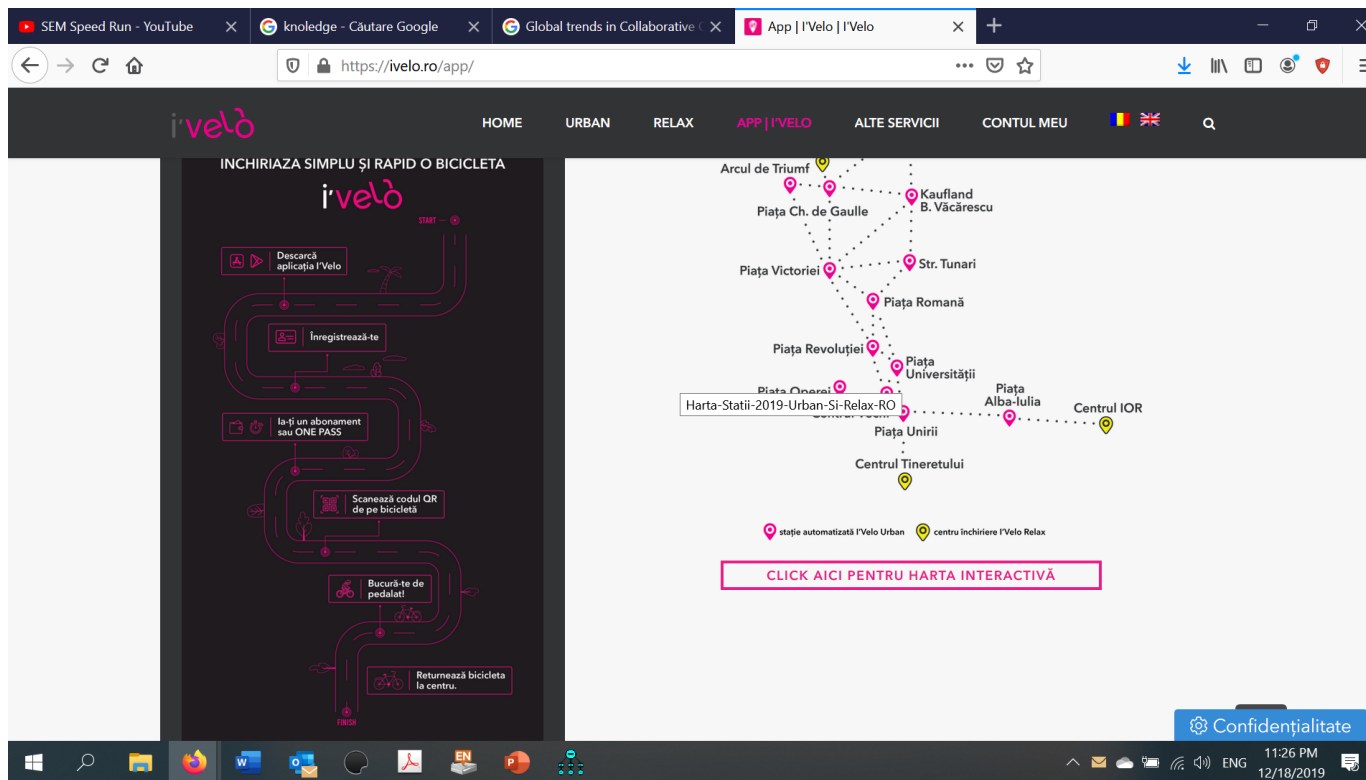 SEM Speed Run - YouTube
knoledge - Căutare Google
Global trends in Collaborative C
App | I'Velo | I'Velo
https://ivelo.ro/app/
i'velò
HOME
URBAN
RELAX
APP | I'VELO
ALTE SERVICII
CONTUL MEU
INCHIRIAZA SIMPLU ȘI RAPID O BICICLETA
i'velò
START
Descarcă
aplicația I'Velo
Înregistrează-te
Ia-ți un abonament
sau ONE PASS
Scanează codul QR
de pe bicicletă
Bucură-te de
pedalat!
Returnează bicicleta
la centru.
FINISH
Arcul de Triumf
Piața Ch. de Gaulle
Kaufland
B. Văcărescu
Piața Victoriei
Str. Tunari
Piața Romană
Piața Revoluției
Piața
Universității
Piața Operei
Harta-Statii-2019-Urban-Si-Relax-RO
Piața
Alba-Iulia
Centrul IOR
Piața Unirii
Centrul Tineretului
stație automatizată I'Velo Urban
centru închiriere I'Velo Relax
CLICK AICI PENTRU HARTA INTERACTIVĂ
Confidențialitate
EN
ENG
11:26 PM
12/18/2019